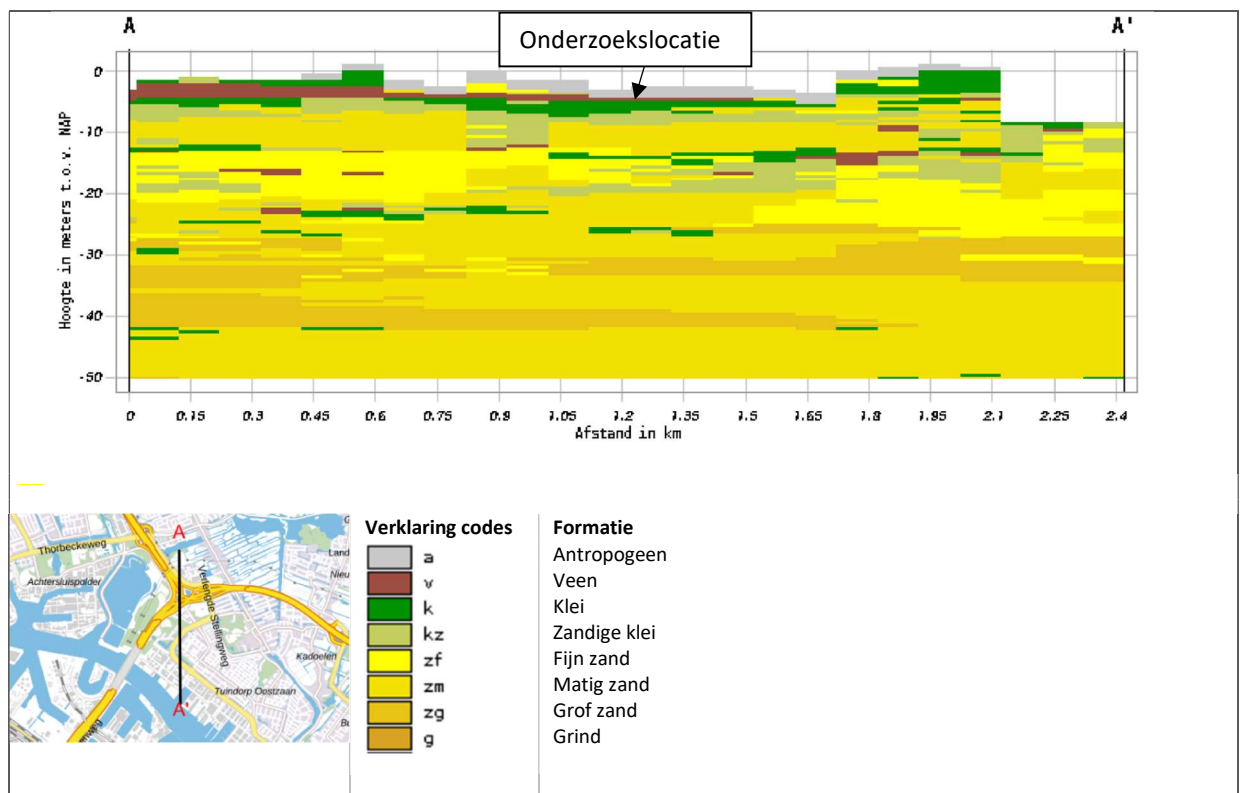 A A'
Onderzoekslocatie
Hoogte in meters t.o.v. NAP
0
-10
-20
-30
-40
-50
0 0.15 0.3 0.45 0.6 0.75 0.9 1.05 1.2 1.35 1.5 1.65 1.8 1.95 2.1 2.25 2.4
Afstand in km
A
Thorbeckeweg
Land
Achtersluispolder
Nieu
Verlengde Stellingweg
Kadoelen
Tuindorp Oostzaan
A'
Verklaring codes Formatie
a Antropogeen
v Veen
k Klei
kz Zandige klei
zf Fijn zand
zm Matig zand
zg Grof zand
g Grind